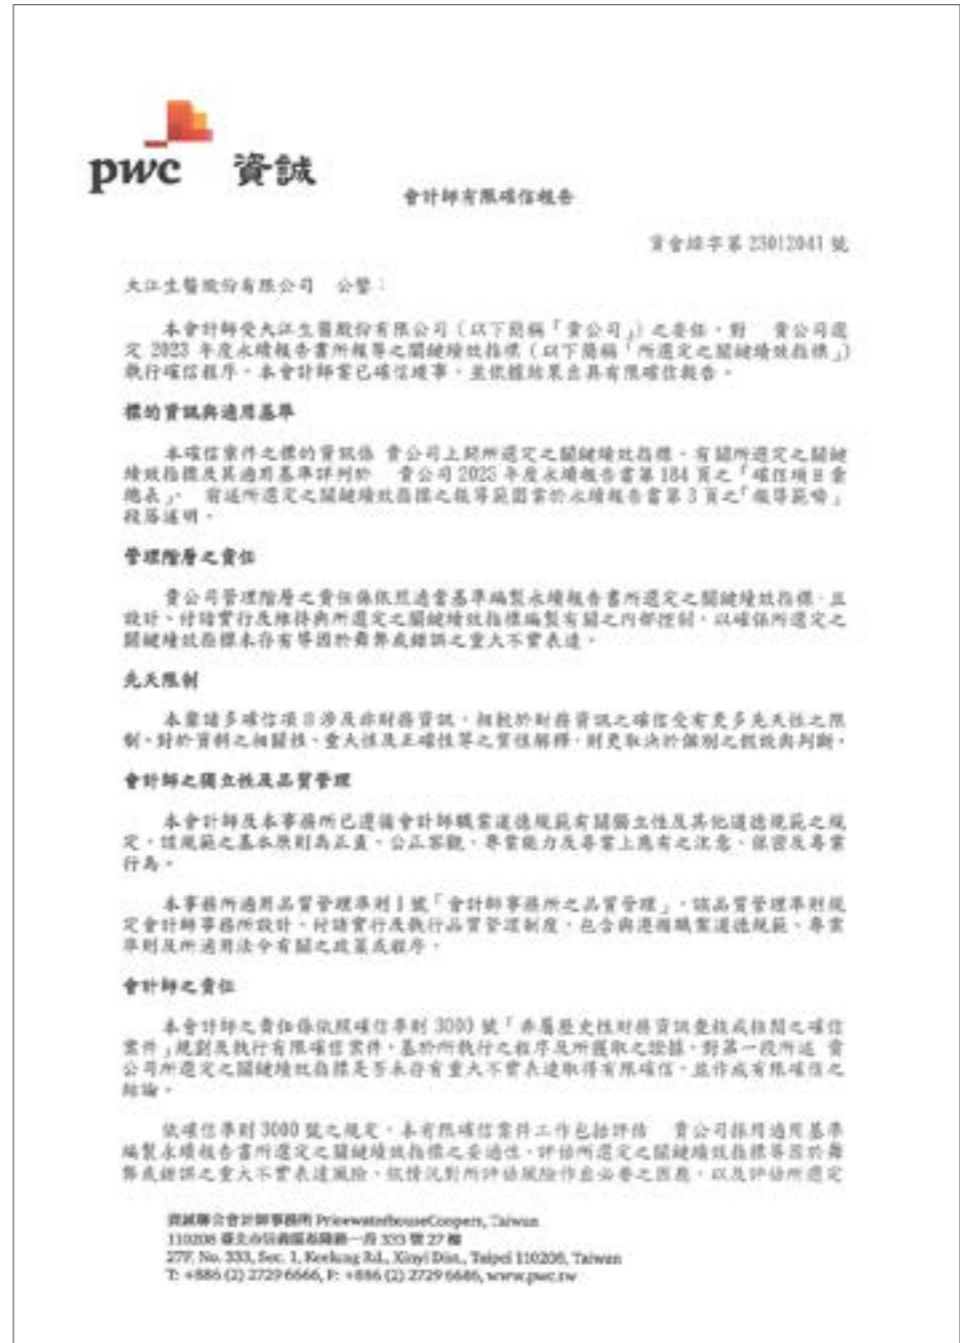 pwc 資誠
會計師有限確信報告
資會綜字第 23012041 號
大江生醫股份有限公司 公鑒：
本會計師受大江生醫股份有限公司（以下簡稱「貴公司」）之委任，對 貴公司選
定 2023 年度永續報告書所報導之關鍵績效指標（以下簡稱「所選定之關鍵績效指標」）
執行確信程序。本會計師業已確信竣事，並依據結果出具有限確信報告。
標的資訊與適用基準
本確信案件之標的資訊係 貴公司上開所選定之關鍵績效指標，有關所選定之關鍵
績效指標及其適用基準詳列於 貴公司 2023 年度永續報告書第 184 頁之「確信項目彙
總表」。 前述所選定之關鍵績效指標之報導範圍業於永續報告書第 3 頁之「報導範疇」
段落述明。
管理階層之責任
貴公司管理階層之責任係依照適當基準編製永續報告書所選定之關鍵績效指標，且
設計、付諸實行及維持與所選定之關鍵績效指標編製有關之內部控制，以確保所選定之
關鍵績效指標未存有導因於舞弊或錯誤之重大不實表達。
先天限制
本案諸多確信項目涉及非財務資訊，相較於財務資訊之確信受有更多先天性之限
制。對於資料之相關性、重大性及正確性等之質性解釋，則更取決於個別之假設與判斷。
會計師之獨立性及品質管理
本會計師及本事務所已遵循會計師職業道德規範有關獨立性及其他道德規範之規
定，該規範之基本原則為正直、公正客觀、專業能力及專業上應有之注意、保密及專業
行為。
本事務所適用品質管理準則 1 號「會計師事務所之品質管理」，該品質管理準則規
定會計師事務所設計、付諸實行及執行品質管理制度，包含與遵循職業道德規範、專業
準則及所適用法令有關之政策或程序。
會計師之責任
本會計師之責任係依照確信準則 3000 號「非屬歷史性財務資訊查核或核閱之確信
案件」規劃及執行有限確信案件，基於所執行之程序及所獲取之證據，對第一段所述 貴
公司所選定之關鍵績效指標是否未存有重大不實表達取得有限確信，並作成有限確信之
結論。
依確信準則 3000 號之規定，本有限確信案件工作包括評估 貴公司採用適用基準
編製永續報告書所選定之關鍵績效指標之妥適性、評估所選定之關鍵績效指標導因於舞
弊或錯誤之重大不實表達風險、依情況對所評估風險作出必要之因應，以及評估所選定
資誠聯合會計師事務所 PricewaterhouseCoopers, Taiwan
110208 臺北市信義區基隆路一段 333 號 27 樓
27F, No. 333, Sec. 1, Keelung Rd., Xinyi Dist., Taipei 110208, Taiwan
T: +886 (2) 2729 6666, F: +886 (2) 2729 6686, www.pwc.tw